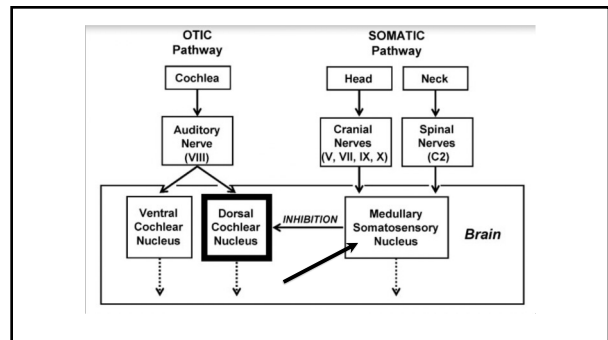 OTIC
Pathway
SOMATIC
Pathway
Cochlea
Head
Neck
Auditory
Nerve
(VIII)
Cranial
Nerves
(V, VII, IX, X)
Spinal
Nerves
(C2)
Ventral
Cochlear
Nucleus
Dorsal
Cochlear
Nucleus
INHIBITION
Medullary
Somatosensory
Nucleus
Brain